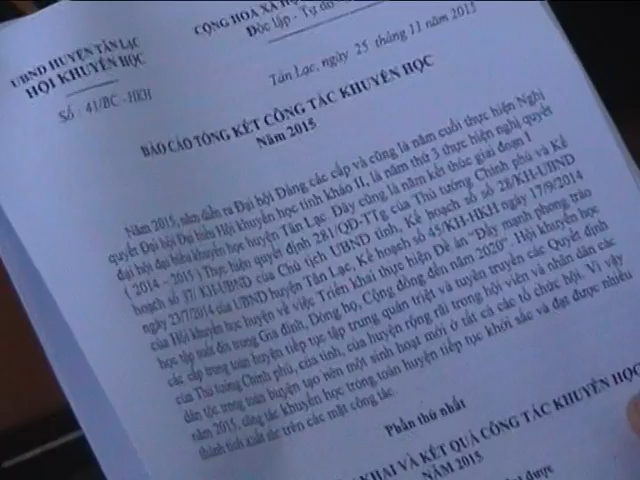 UBND HUYỆN TÂN LẠC
HỘI KHUYẾN HỌC
Số - 41/BC -HKH
CỘNG HOÀ XÃ
Độc lập - Tự do
Tân Lạc, ngày 25 tháng 11 năm 2015
BÁO CÁO TỔNG KẾT CÔNG TÁC KHUYẾN HỌC
Năm 2015
Năm 2015, năm diễn ra Đại hội Đảng các cấp và cũng là năm cuối thực hiện Nghị
quyết Đại hội Đại biểu Hội khuyến học tỉnh khảo II, là năm thứ 3 thực hiện nghị quyết
đại hội đại biểu khuyến học huyện Tân Lạc. Đây cũng là năm kết thúc giai đoạn I
( 2014 - 2015 ) Thực hiện quyết định 281/QĐ-TTg của Thủ tướng Chính phủ và Kế
hoạch số 37/ KH-UBND của Chủ tịch UBND tỉnh, Kế hoạch số số 28/KH-UBND
ngày 23/7/2014 của UBND huyện Tân Lạc, Kế hoạch số 45/KH-HKH ngày 17/9/2014
của Hội khuyến học huyện về việc Triển khai thực hiện Đề án "Đẩy mạnh phong trào
học tập suốt đời trong Gia đình, Dòng họ, Cộng đồng đến năm 2020". Hội khuyến học
các cấp trong toàn huyện tiếp tục tập trung quán triệt và tuyên truyền các Quyết định
của Thủ tướng Chính phủ, của tỉnh, của huyện rộng rãi trong hội viên và nhân dân các
dân tộc trong toàn huyện tạo nên một sinh hoạt mới ở tất cả các tổ chức hội. Vì vậy
năm 2015, công tác khuyến học trong toàn huyện tiếp tục khởi sắc và đạt được nhiều
thành tích xuất sắc trên các mặt công tác.
Phần thứ nhất
KHAI VÀ KẾT QUẢ CÔNG TÁC KHUYẾN HỌC
NĂM 2015
được